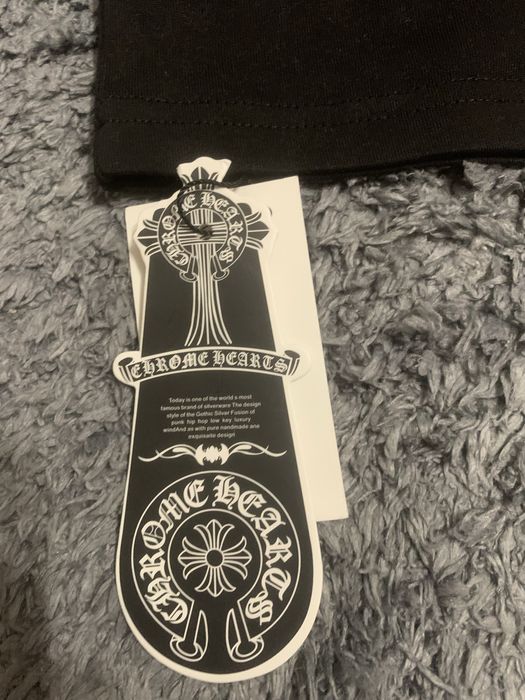 CHROME HEARTS
CHROME HEARTS
Today is one of the world s most
famous brand of silverware The design
style of the Gothic Silver Fusion of
punk hip hop low key luxury
windAnd as with pure nandmade ane
exquisaite design
CHROME HEARTS